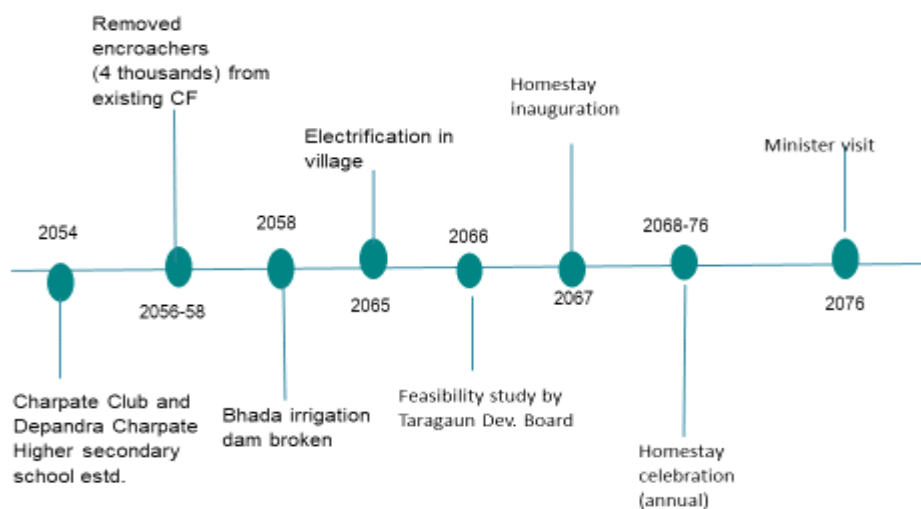 Removed
encroachers
(4 thousands) from
existing CF
Homestay
inauguration
Electrification in
village
Minister visit
2054
2058
2066
2068-76
2056-58
2065
2067
2076
Charpate Club and
Depandra Charpate
Higher secondary
school estd.
Bhada irrigation
dam broken
Feasibility study by
Taragaun Dev. Board
Homestay
celebration
(annual)